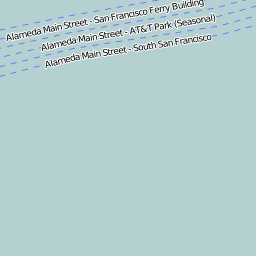 Alameda Main Street - San Francisco Ferry Building
Alameda Main Street - AT&T Park (Seasonal)
Alameda Main Street - South San Francisco